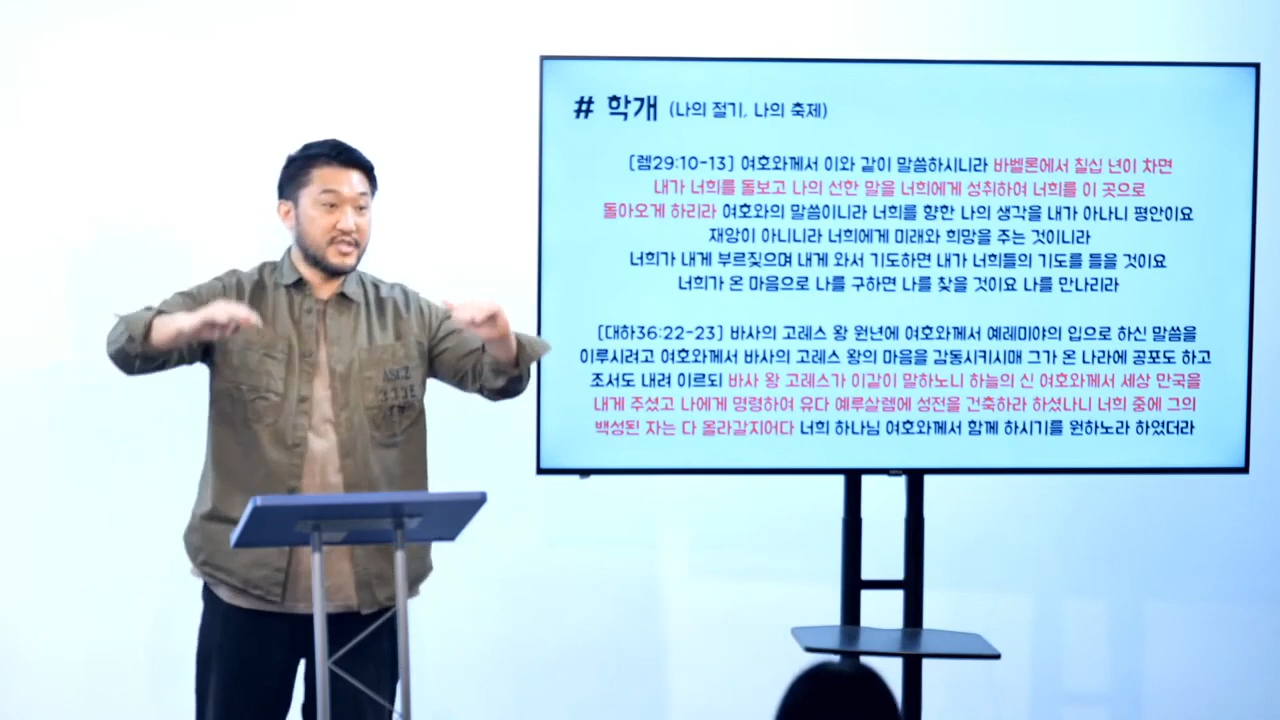 # 학개 (나의 절기, 나의 축제)
[렘29:10-13] 여호와께서 이와 같이 말씀하시니라 바벨론에서 칠십 년이 차면
내가 너희를 돌보고 나의 선한 말을 너희에게 성취하여 너희를 이 곳으로
돌아오게 하리라 여호와의 말씀이니라 너희를 향한 나의 생각을 내가 아나니 평안이요
재앙이 아니니라 너희에게 미래와 희망을 주는 것이니라
너희가 내게 부르짖으며 내게 와서 기도하면 내가 너희들의 기도를 들을 것이요
너희가 온 마음으로 나를 구하면 나를 찾을 것이요 나를 만나리라
[대하36:22-23] 바사의 고레스 왕 원년에 여호와께서 예레미야의 입으로 하신 말씀을
이루시려고 여호와께서 바사의 고레스 왕의 마음을 감동시키시매 그가 온 나라에 공포도 하고
조서도 내려 이르되 바사 왕 고레스가 이같이 말하노니 하늘의 신 여호와께서 세상 만국을
내게 주셨고 나에게 명령하여 유다 예루살렘에 성전을 건축하라 하셨나니 너희 중에 그의
백성된 자는 다 올라갈지어다 너희 하나님 여호와께서 함께 하시기를 원하노라 하였더라